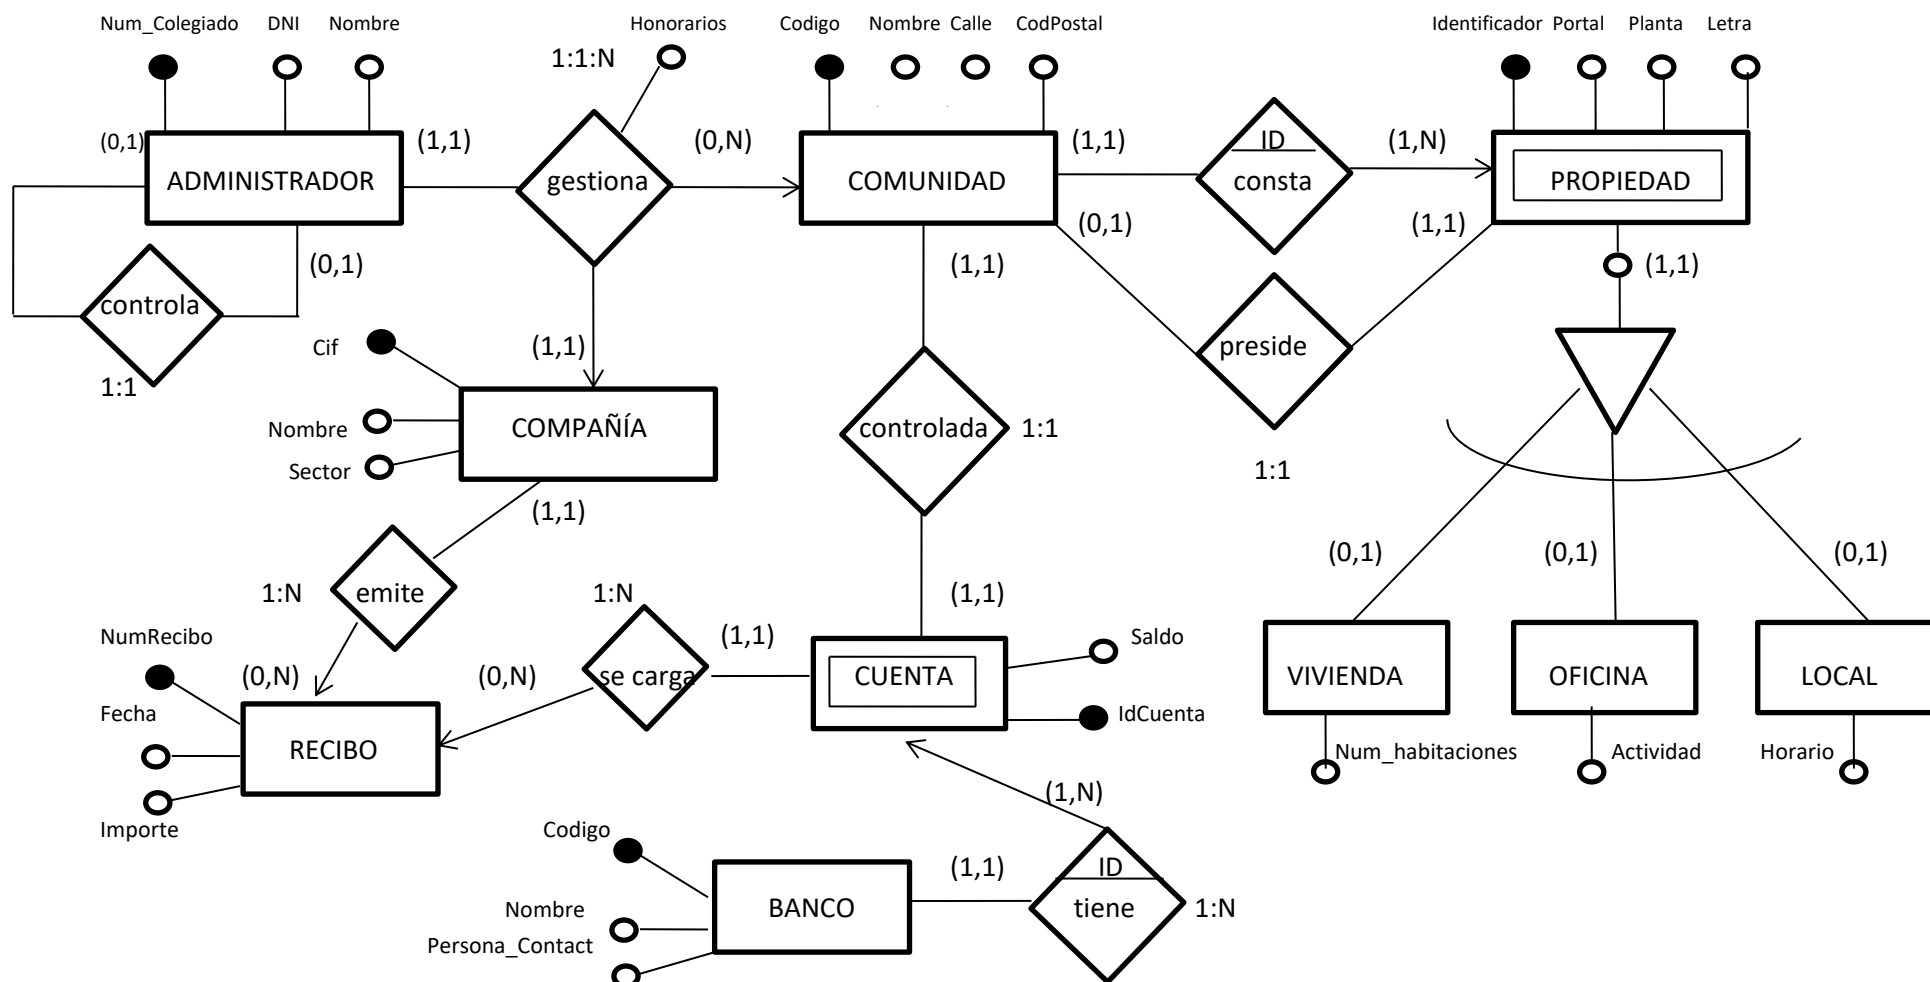 Num_Colegiado DNI Nombre Honorarios Codigo Nombre Calle CodPostal Identificador Portal Planta Letra
1:1:N
(0,1) (1,1) (0,N) (1,1) ID (1,N)
ADMINISTRADOR gestiona COMUNIDAD consta PROPIEDAD
(0,1) (1,1) (0,1) (1,1) (1,1)
controla
Cif (1,1) preside
1:1
Nombre COMPAÑÍA controlada 1:1
Sector 1:1
(1,1)
(0,1) (0,1) (0,1)
1:N emite 1:N (1,1)
NumRecibo (1,1) Saldo
(0,N) (0,N) se carga CUENTA VIVIENDA OFICINA LOCAL
Fecha IdCuenta
RECIBO Num_habitaciones Actividad Horario
(1,N)
Importe Codigo
(1,1) ID
Nombre BANCO tiene 1:N
Persona_Contact